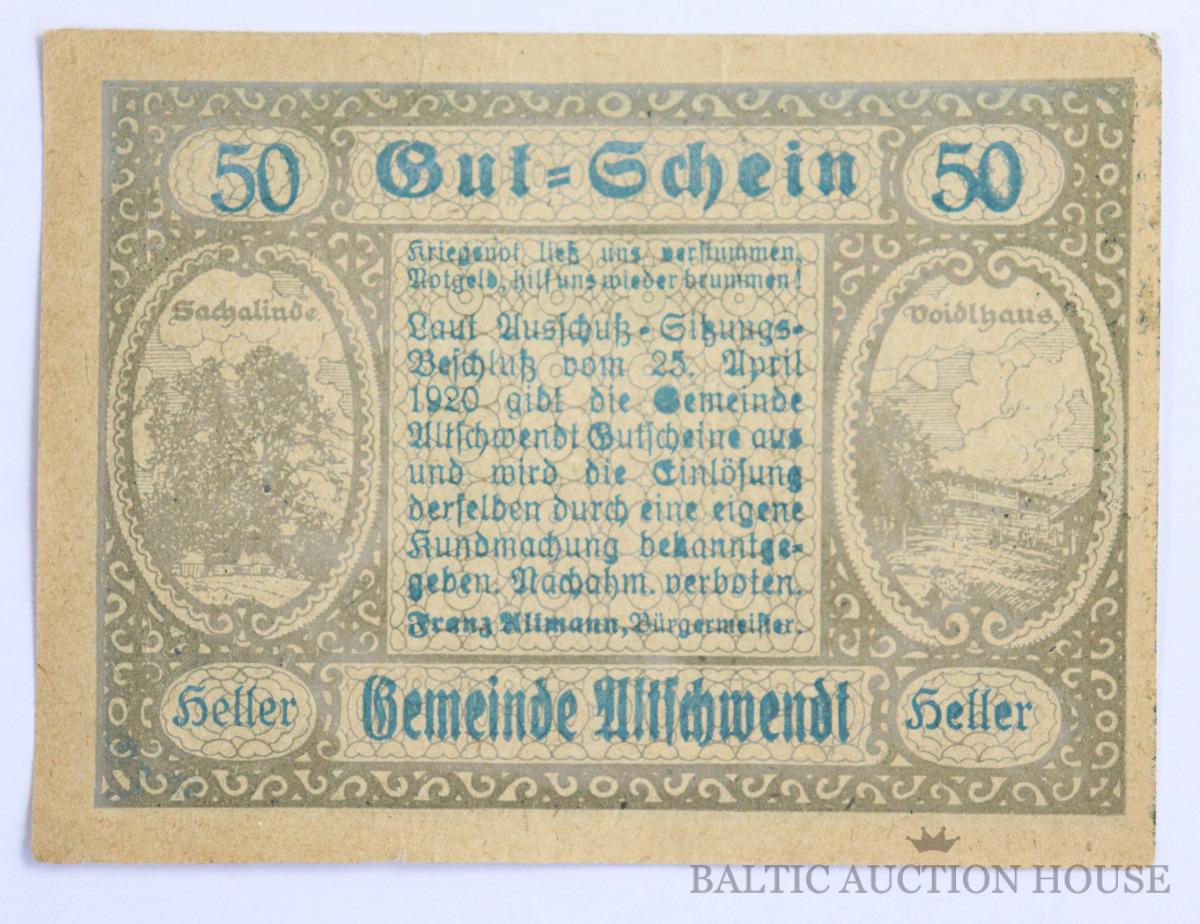 50 Gut=Schein 50
Kriegsnot ließ uns verstummen,
Notgeld, hilf uns wieder brummen!
Sachalinde
Voidlhaus
Laut Ausschuß-Sitzungs-
Beschluß vom 25. April
1920 gibt die Gemeinde
Altschwendt Gutscheine aus
und wird die Einlösung
derselben durch eine eigene
Kundmachung bekanntge-
geben. Nachahm. verboten.
Franz Altmann, Bürgermeister.
Heller Gemeinde Altschwendt Heller
BALTIC AUCTION HOUSE